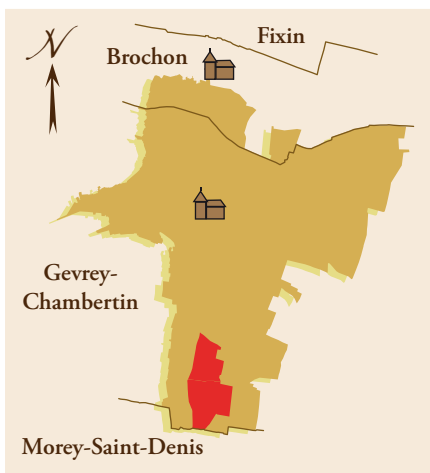 N
Fixin
Brochon
Gevrey-
Chambertin
Morey-Saint-Denis